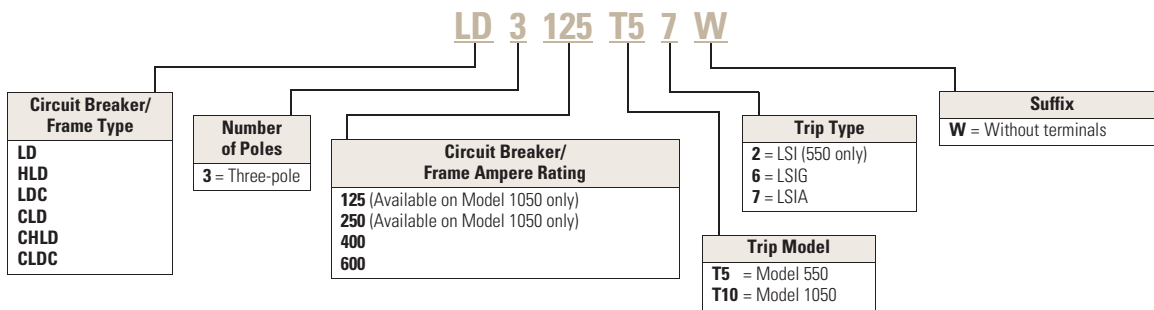 LD 3 125 T5 7 W
Circuit Breaker/
Frame Type
LD
HLD
LDC
CLD
CHLD
CLDC
Number
of Poles
3 = Three-pole
Circuit Breaker/
Frame Ampere Rating
125 (Available on Model 1050 only)
250 (Available on Model 1050 only)
400
600
Trip Model
T5 = Model 550
T10 = Model 1050
Trip Type
2 = LSI (550 only)
6 = LSIG
7 = LSIA
Suffix
W = Without terminals